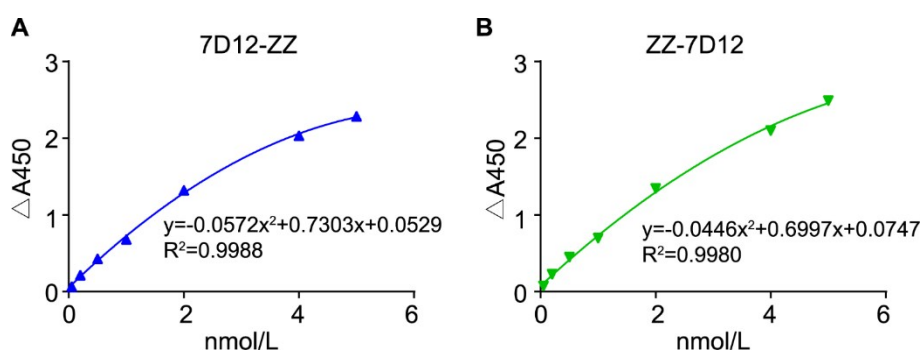 A
7D12-ZZ
3
2
1
0
△A450
y=-0.0572x²+0.7303x+0.0529
R²=0.9988
0 2 4 6
nmol/L
B
ZZ-7D12
3
2
1
0
△A450
y=-0.0446x²+0.6997x+0.0747
R²=0.9980
0 2 4 6
nmol/L